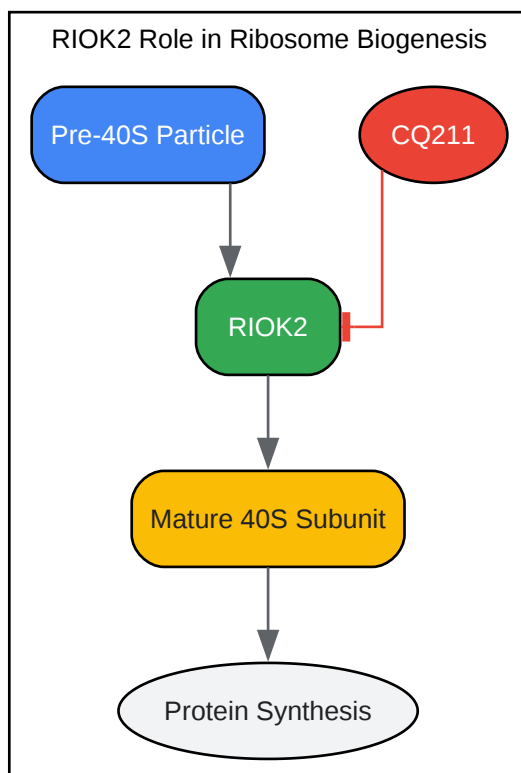 RIOK2 Role in Ribosome Biogenesis
Pre-40S Particle
CQ211
RIOK2
Mature 40S Subunit
Protein Synthesis